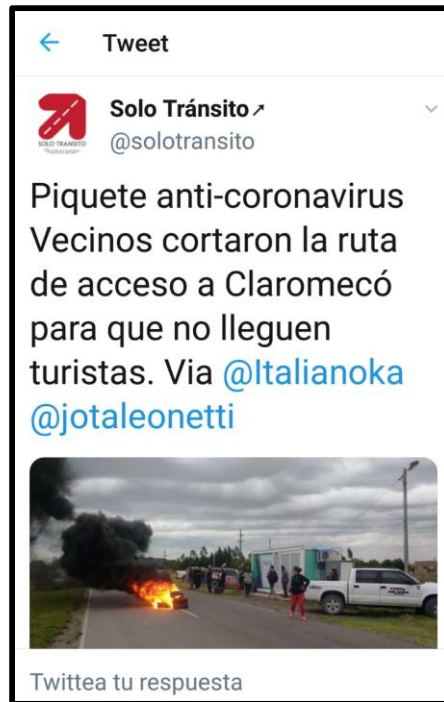 Tweet
Solo Tránsito↗
@solotransito
SOLO TRANSITO
Piquete anti-coronavirus
Vecinos cortaron la ruta
de acceso a Claromecó
para que no lleguen
turistas. Via @Italianoka
@jotaleonetti
Twittea tu respuesta